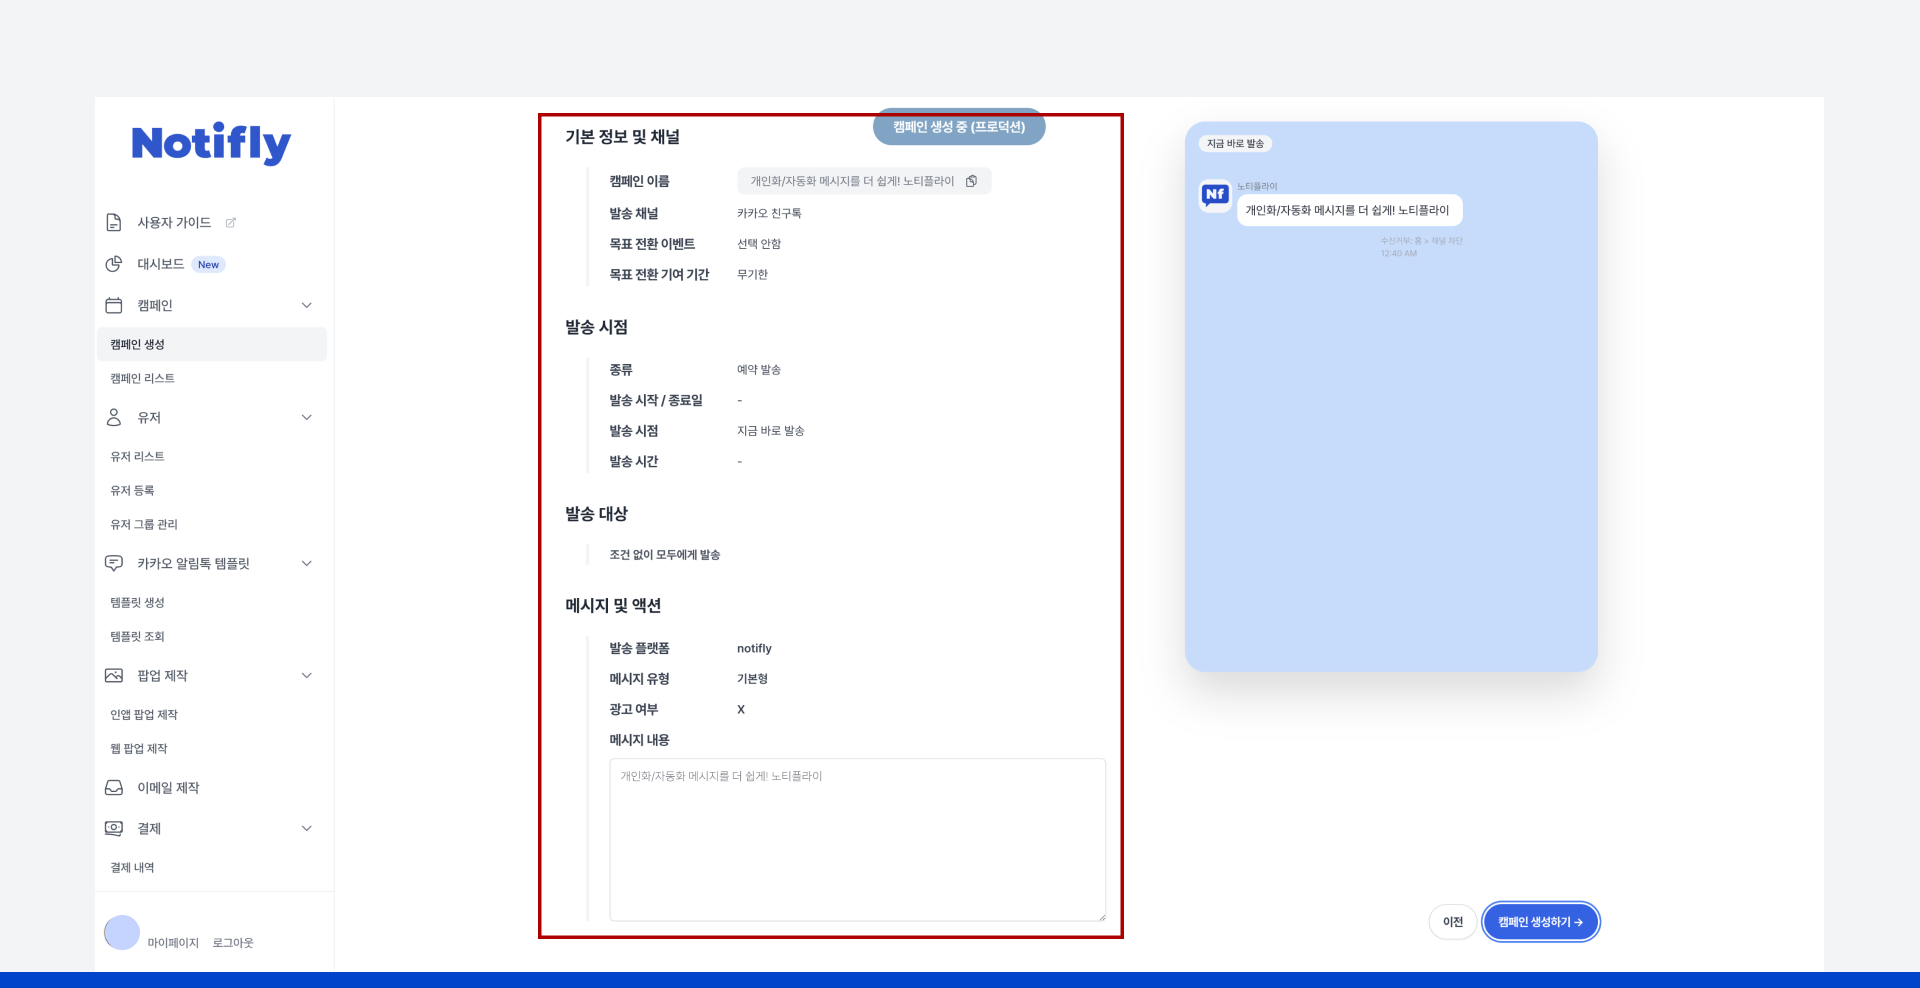 Notifly
사용자 가이드
대시보드 New
캠페인
캠페인 생성
캠페인 리스트
유저
유저 리스트
유저 등록
유저 그룹 관리
카카오 알림톡 템플릿
템플릿 생성
템플릿 조회
팝업 제작
인앱 팝업 제작
웹 팝업 제작
이메일 제작
결제
결제 내역
마이페이지 로그아웃
캠페인 생성 중 (프로덕션)
기본 정보 및 채널
캠페인 이름 개인화/자동화 메시지를 더 쉽게! 노티플라이
발송 채널 카카오 친구톡
목표 전환 이벤트 선택 안함
목표 전환 기여 기간 무기한
발송 시점
종류 예약 발송
발송 시작 / 종료일 -
발송 시점 지금 바로 발송
발송 시간 -
발송 대상
조건 없이 모두에게 발송
메시지 및 액션
발송 플랫폼 notifly
메시지 유형 기본형
광고 여부 X
메시지 내용
개인화/자동화 메시지를 더 쉽게! 노티플라이
지금 바로 발송
Nf
노티플라이
개인화/자동화 메시지를 더 쉽게! 노티플라이
수신거부: 홈 > 채널 차단
12:40 AM
이전
캠페인 생성하기 →